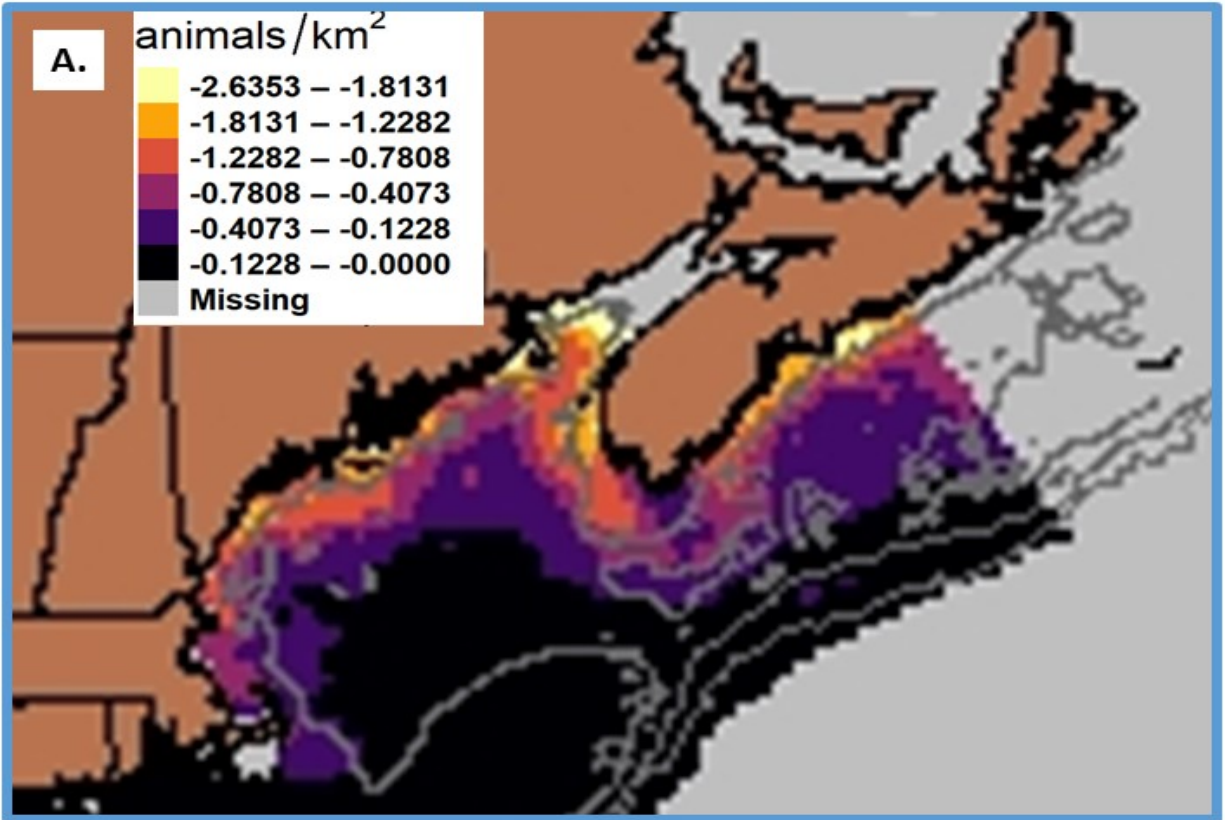 A.
animals/km²
-2.6353 – -1.8131
-1.8131 – -1.2282
-1.2282 – -0.7808
-0.7808 – -0.4073
-0.4073 – -0.1228
-0.1228 – -0.0000
Missing